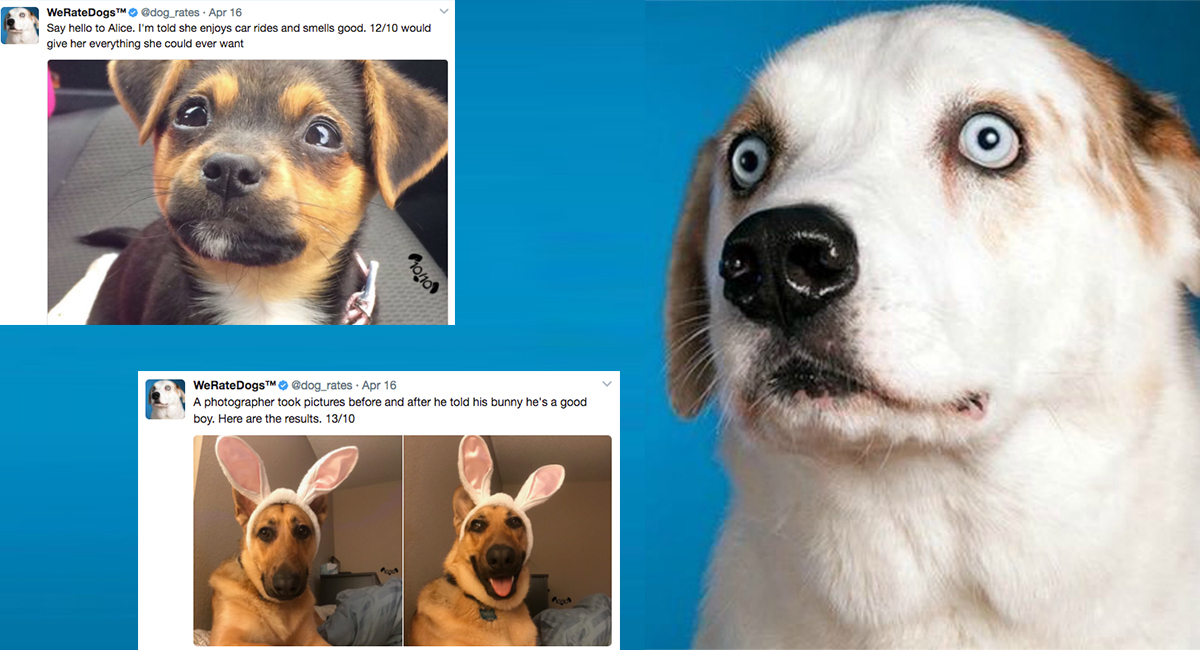 WeRateDogs™ @dog_rates · Apr 16
Say hello to Alice. I'm told she enjoys car rides and smells good. 12/10 would
give her everything she could ever want
10/10
WeRateDogs™ @dog_rates · Apr 16
A photographer took pictures before and after he told his bunny he's a good
boy. Here are the results. 13/10